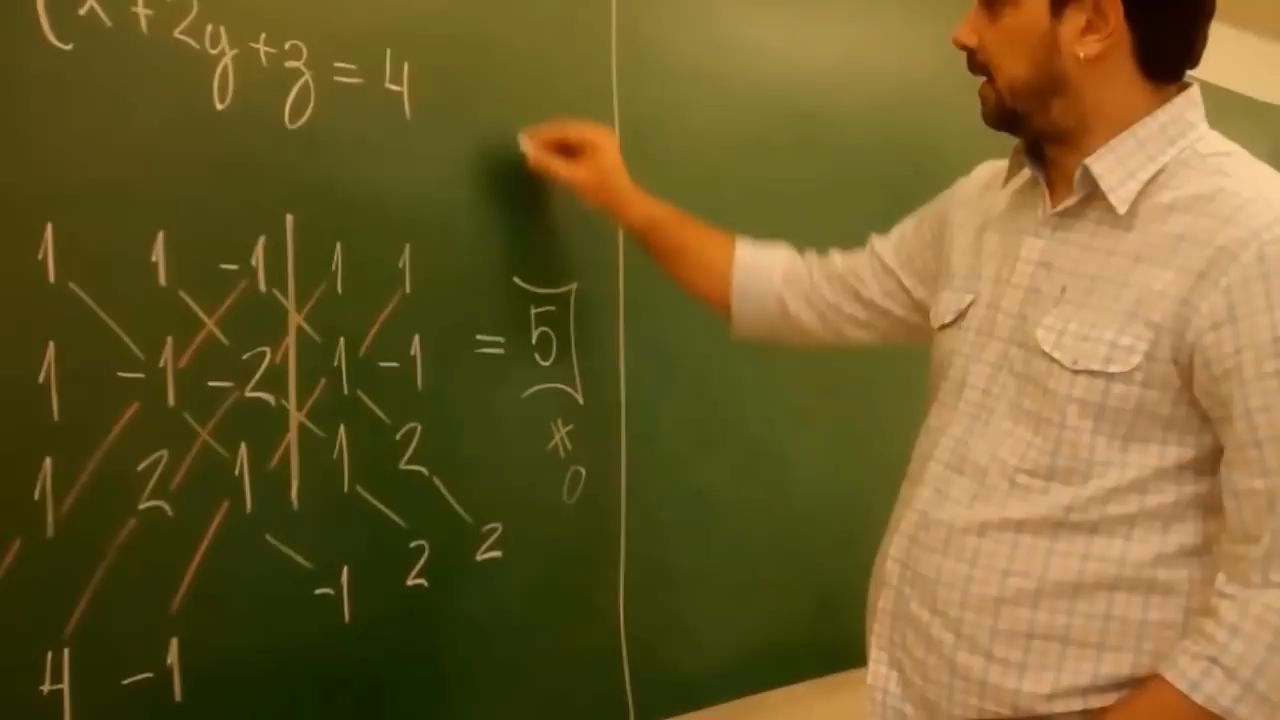 (x+2y+z=4
1 1 -1 | 1 1
1 -1 -2 | 1 -1 = 5
1 2 1 | 1 2 *
0
2
-1 2
4 -1